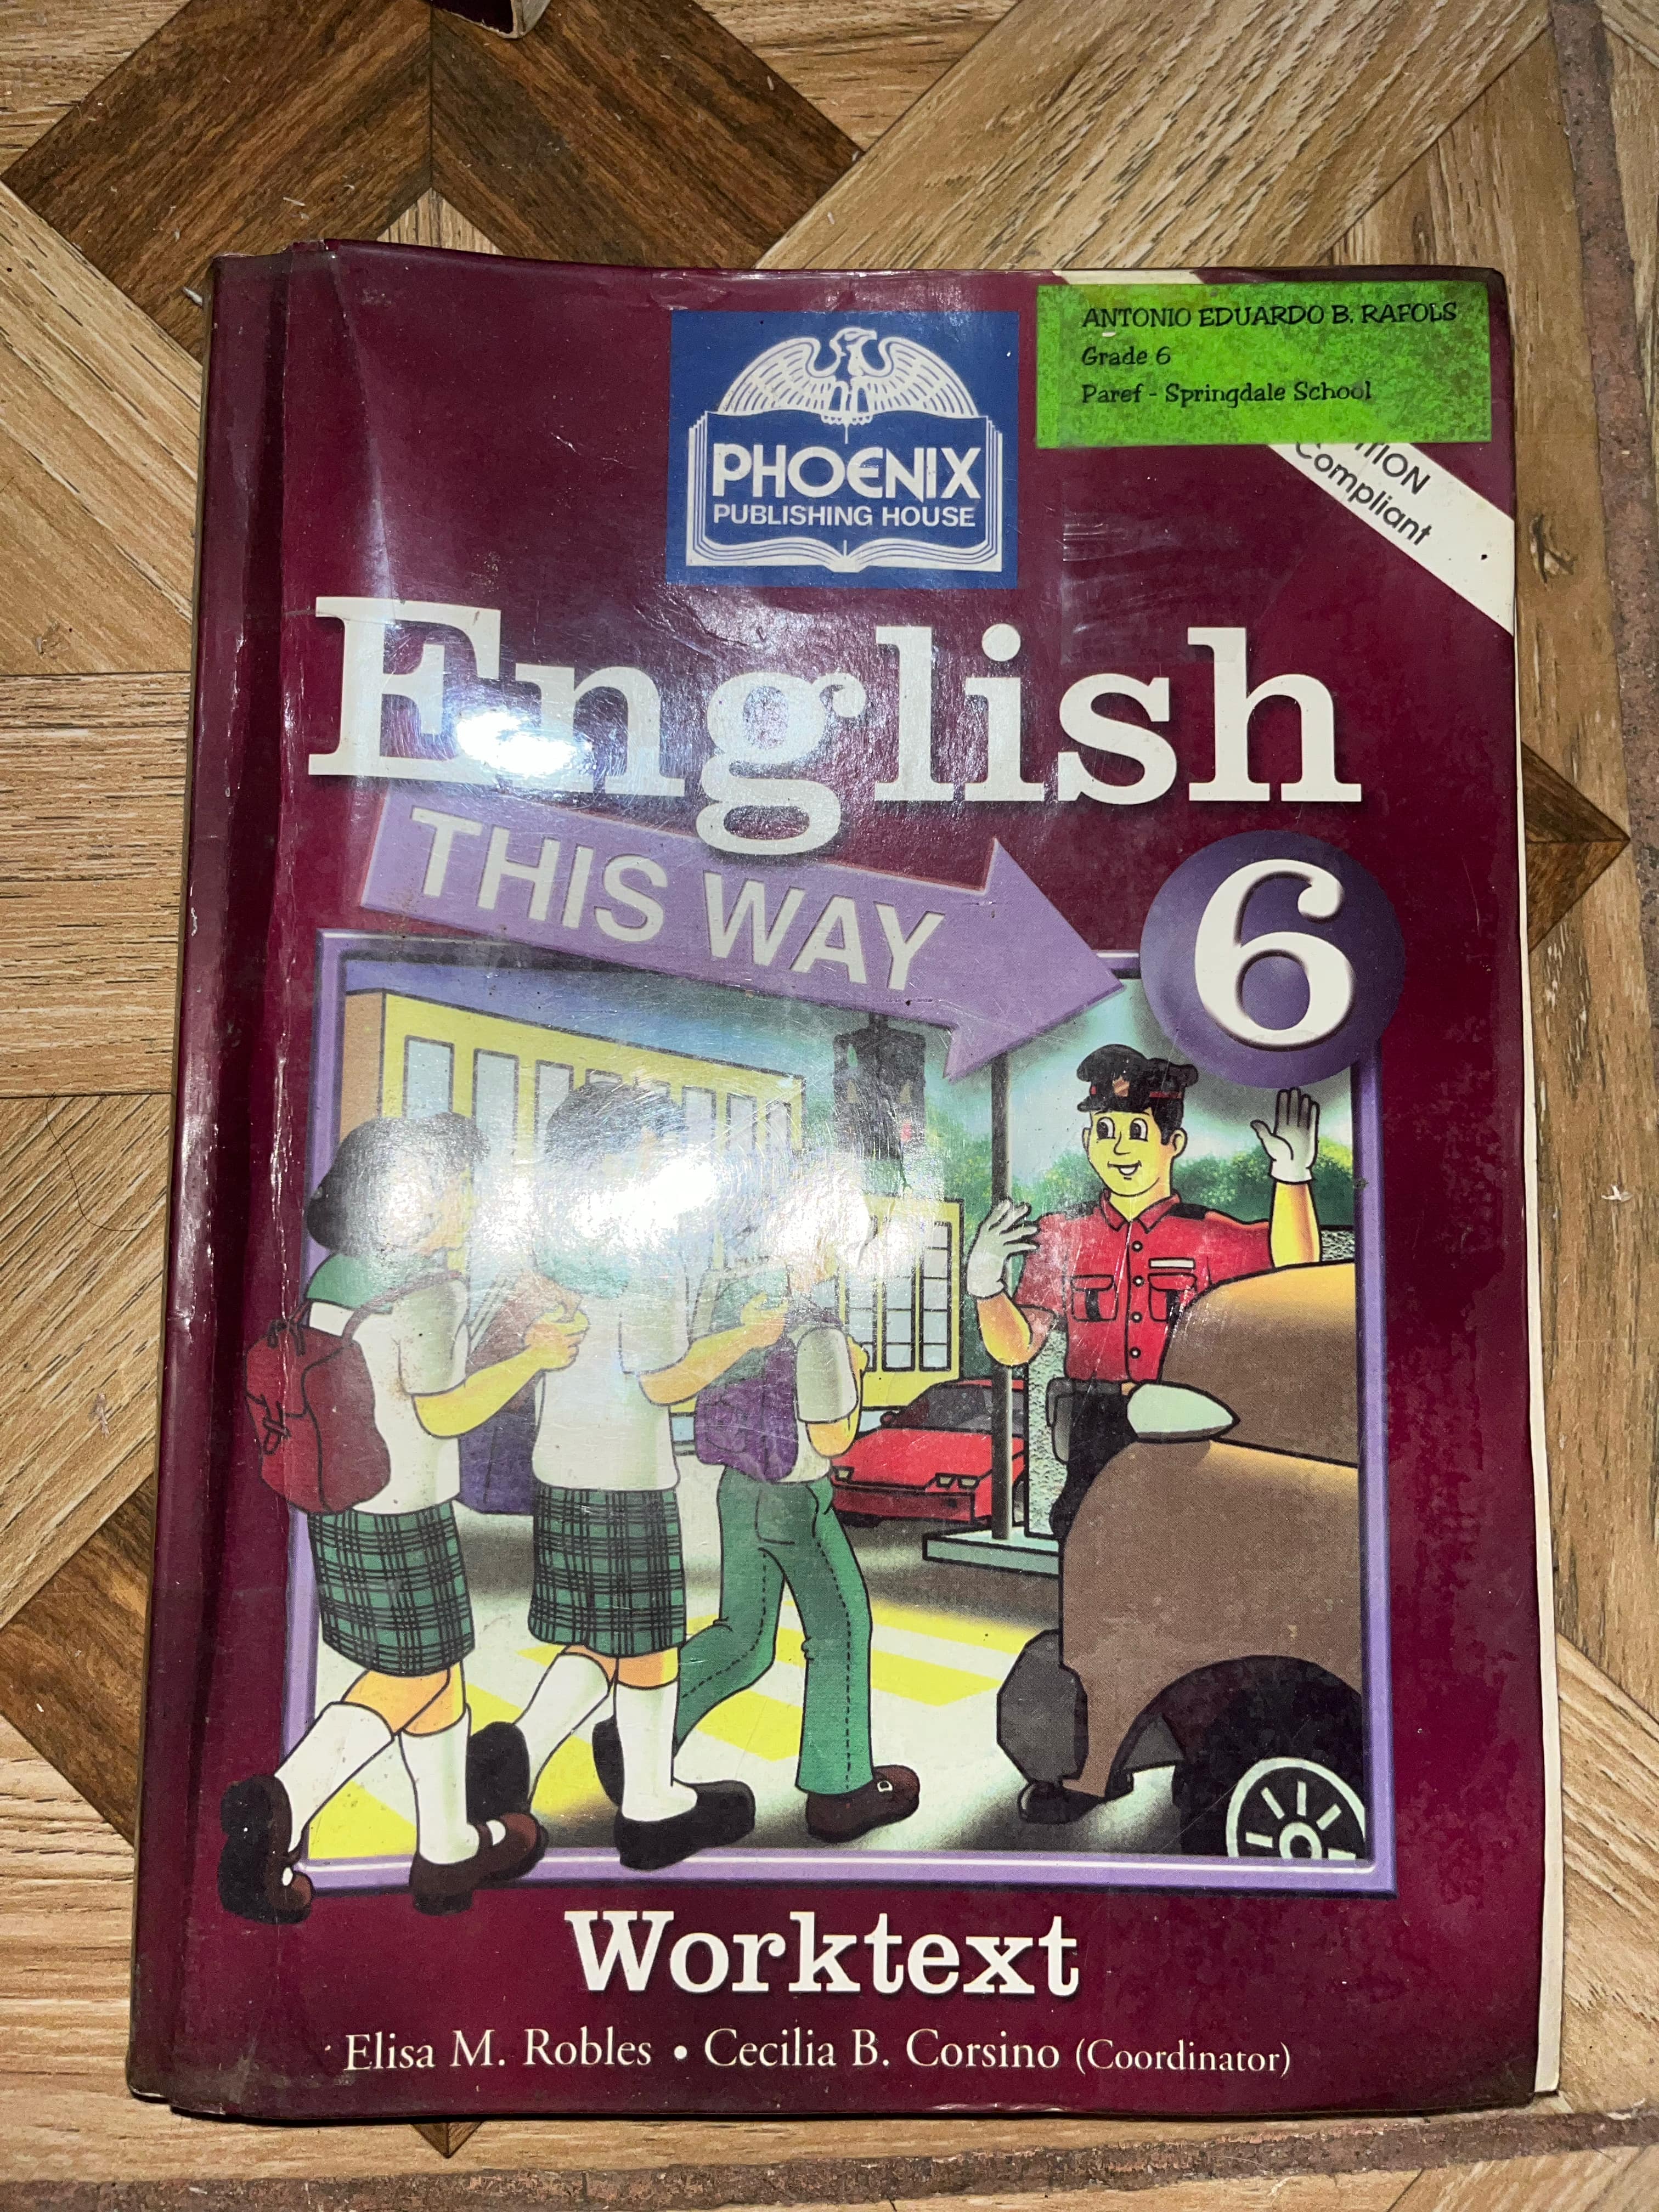 ANTONIO EDUARDO B. RAFOLS
Grade 6
Paref - Springdale School
PHOENIX
PUBLISHING HOUSE
TION
Compliant
English
THIS WAY
6
Worktext
Elisa M. Robles • Cecilia B. Corsino (Coordinator)